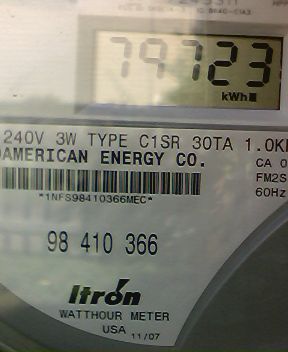 79723
kWh
240V 3W TYPE C1SR 30TA 1.0K
AMERICAN ENERGY CO.
CA 0
FM2S
60Hz
*1NFS98410366MEC*
98 410 366
Itrón
WATTHOUR METER
USA 11/07